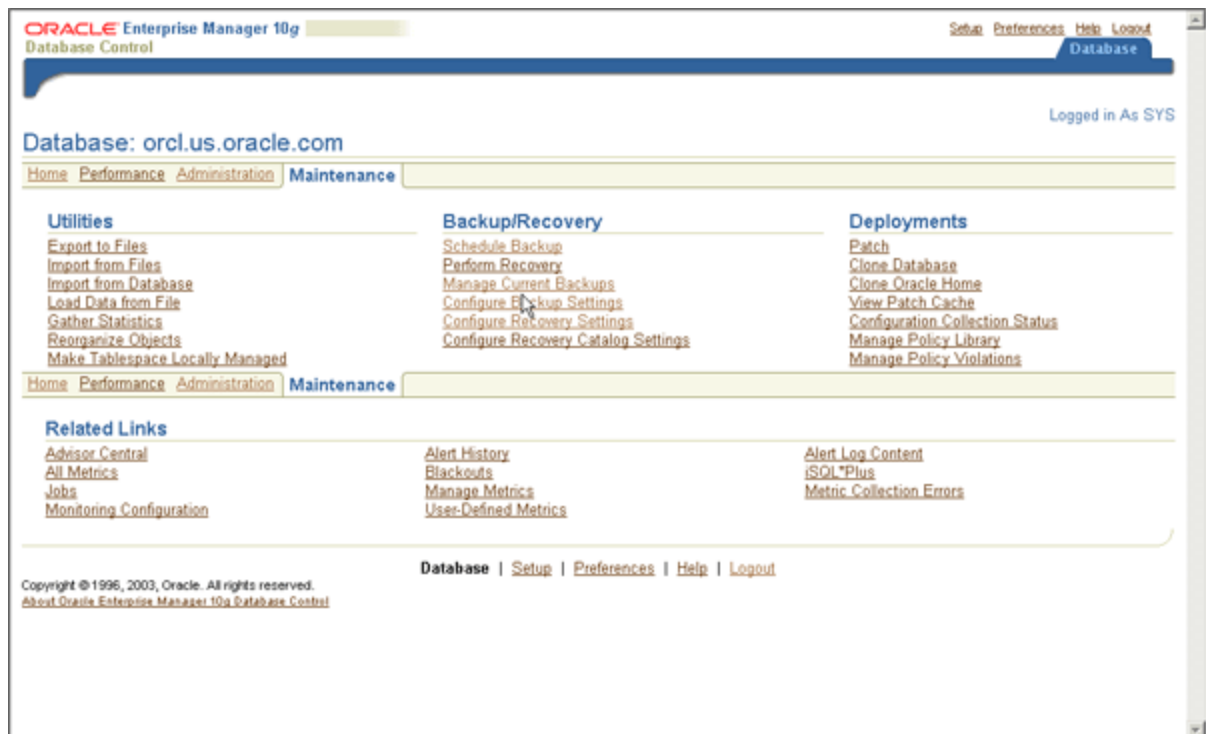 ORACLE Enterprise Manager 10g
Database Control
Setup Preferences Help Logout
Database
Logged in As SYS
Database: orcl.us.oracle.com
Home Performance Administration Maintenance
Utilities
Export to Files
Import from Files
Import from Database
Load Data from File
Gather Statistics
Reorganize Objects
Make Tablespace Locally Managed
Backup/Recovery
Schedule Backup
Perform Recovery
Manage Current Backups
Configure Backup Settings
Configure Recovery Settings
Configure Recovery Catalog Settings
Deployments
Patch
Clone Database
Clone Oracle Home
View Patch Cache
Configuration Collection Status
Manage Policy Library
Manage Policy Violations
Home Performance Administration Maintenance
Related Links
Advisor Central
All Metrics
Jobs
Monitoring Configuration
Alert History
Blackouts
Manage Metrics
User-Defined Metrics
Alert Log Content
iSQL*Plus
Metric Collection Errors
Database | Setup | Preferences | Help | Logout
Copyright © 1996, 2003, Oracle. All rights reserved.
About Oracle Enterprise Manager 10g Database Control